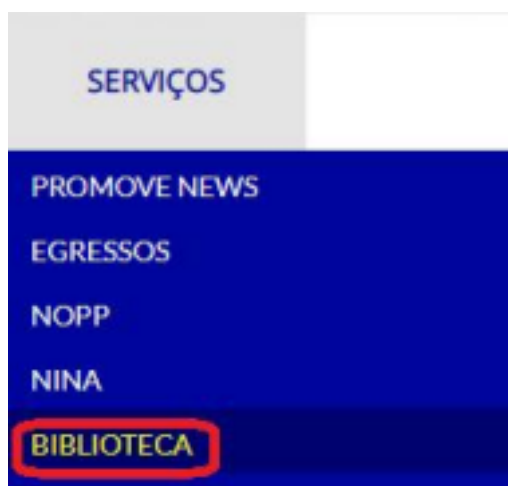 SERVIÇOS
PROMOVE NEWS
EGRESSOS
NOPP
NINA
BIBLIOTECA